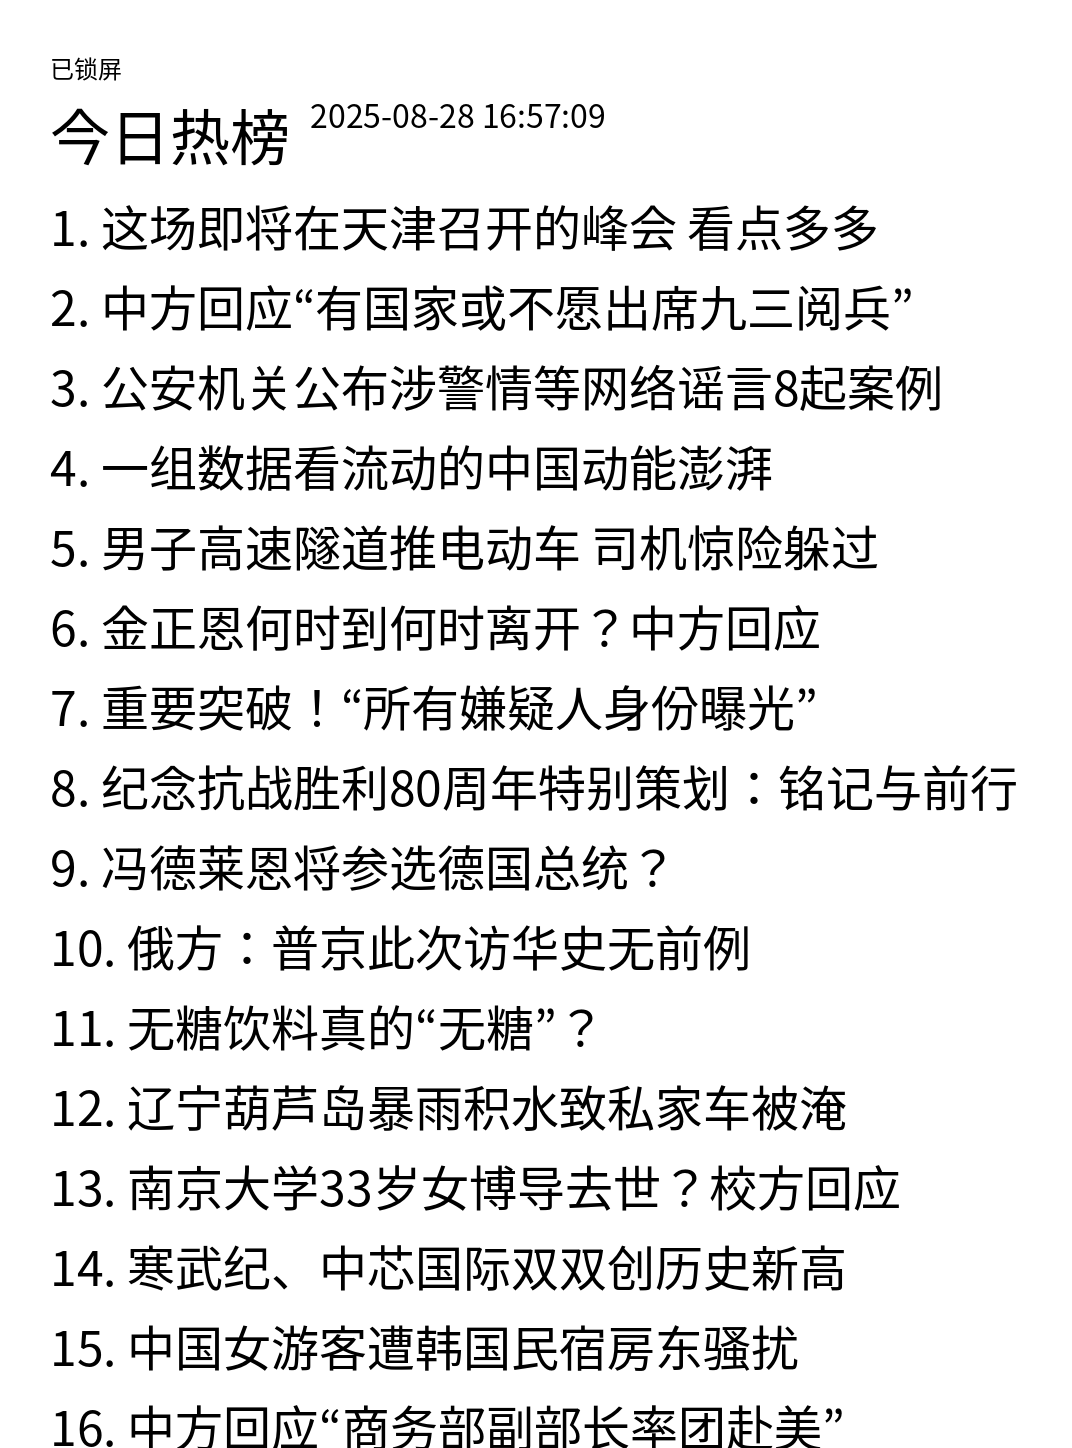 已锁屏
今日热榜 2025-08-28 16:57:09
1. 这场即将在天津召开的峰会 看点多多
2. 中方回应“有国家或不愿出席九三阅兵”
3. 公安机关公布涉警情等网络谣言8起案例
4. 一组数据看流动的中国动能澎湃
5. 男子高速隧道推电动车 司机惊险躲过
6. 金正恩何时到何时离开？中方回应
7. 重要突破！“所有嫌疑人身份曝光”
8. 纪念抗战胜利80周年特别策划：铭记与前行
9. 冯德莱恩将参选德国总统？
10. 俄方：普京此次访华史无前例
11. 无糖饮料真的“无糖”？
12. 辽宁葫芦岛暴雨积水致私家车被淹
13. 南京大学33岁女博导去世？校方回应
14. 寒武纪、中芯国际双双创历史新高
15. 中国女游客遭韩国民宿房东骚扰
16. 中方回应“商务部副部长率团赴美”